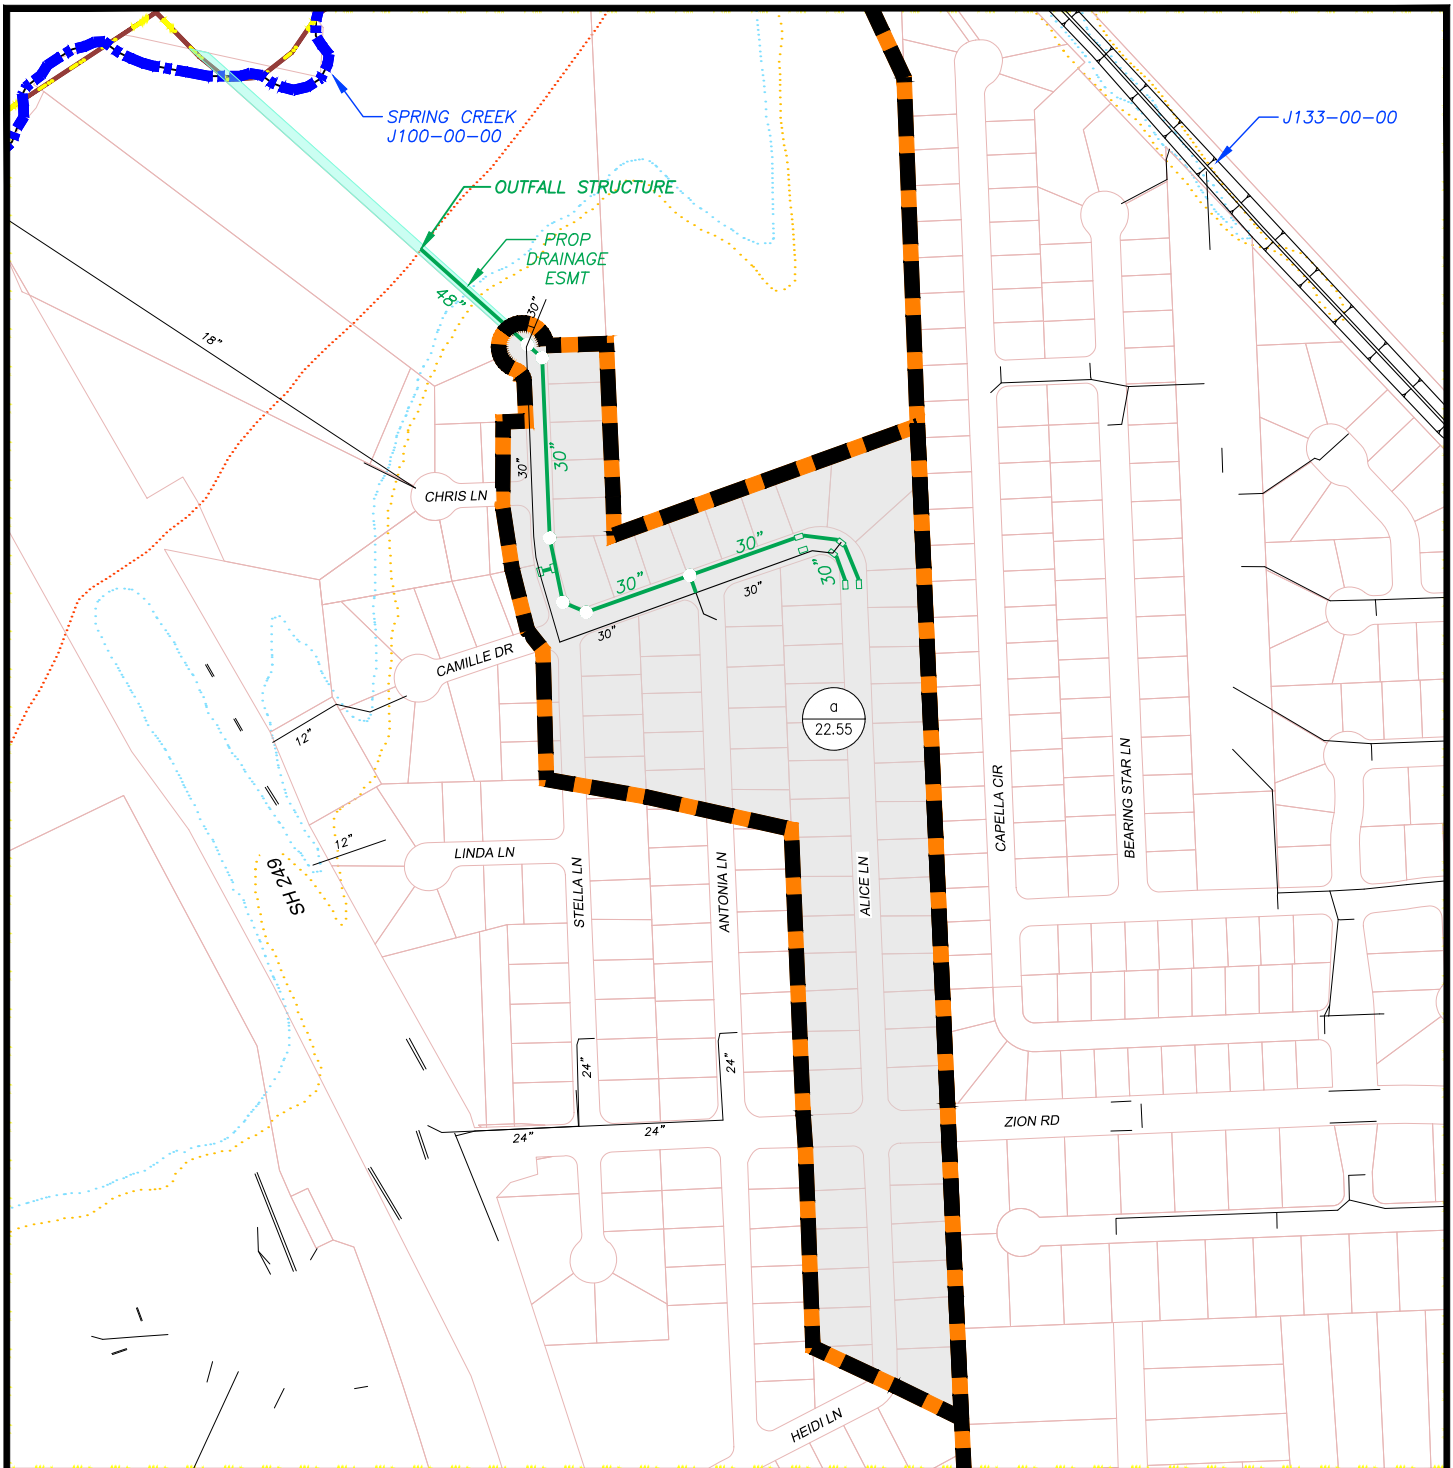 SPRING CREEK
J100-00-00
J133-00-00
OUTFALL STRUCTURE
PROP
DRAINAGE
ESMT
48"
30"
18"
30"
30"
CHRIS LN
30"
30"
30"
30"
30"
CAMILLE DR
12"
a
22.55
12"
LINDA LN
SH 249
STELLA LN
ANTONIA LN
ALICE LN
CAPELLA CIR
BEARING STAR LN
24"
24"
24"
24"
ZION RD
HEIDI LN